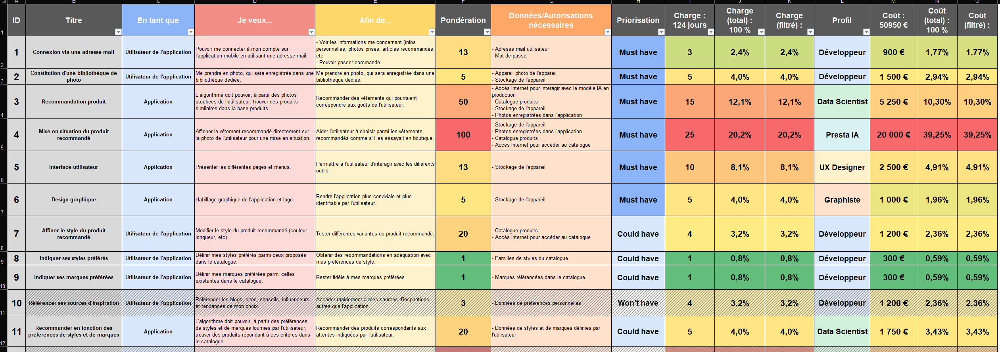 A B C D E F G H I J K L M N O
1 ID Titre En tant que Je veux... Afin de... Pondération Données/Autorisations nécessaires Priorisation Charge : 124 jours Charge (total) : 100 % Charge (filtré) : Profil Coût : 50950 € Coût (total) : 100 % Coût (filtré) :
2
1
Connexion via une adresse mail
Utilisateur de l'application
Pouvoir me connecter à mon compte sur
l'application mobile en utilisant une adresse mail.
- Voir les informations me concernant (infos
personnelles, photos prises, articles recommandés,
etc
- Pouvoir passer commande
13
- Adresse mail utilisateur
- Mot de passe
Must have
3
2,4%
2,4%
Développeur
900 €
1,77%
1,77%
3
2
Constitution d'une bibliothèque de
photo
Utilisateur de l'application
Me prendre en photo, qui sera enregistrée dans une
bibliothèque dédiée.
Me prendre en photo, qui sera enregistrée dans une
bibliothèque dédiée.
5
- Appareil photo de l'appareil
- Stockage de l'appareil
Must have
5
4,0%
4,0%
Développeur
1 500 €
2,94%
2,94%
4
3
Recommandation produit
Application
L'algorithme doit pouvoir, à partir des photos
stockées de l'utilisateur, trouver des produits
similaires dans la base produits.
Recommander des vêtements qui pourraient
correspondre aux goûts de l'utilisateur.
50
- Accès Internet pour interagir avec le modèle IA en
production
- Catalogue produits
- Stockage de l'appareil
- Photos enregistrées dans l'application
Must have
15
12,1%
12,1%
Data Scientist
5 250 €
10,30%
10,30%
5
4
Mise en situation du produit
recommandé
Application
Afficher le vêtement recommandé directement sur
la photo de l'utilisateur pour une mise en situation.
Aider l'utilisateur à choisir parmi les vêtements
recommandés comme s'il les essayait en boutique.
100
- Stockage de l'appareil
- Photos enregistrées dans l'application
- Catalogue produits
- Accès Internet pour accéder au catalogue
Must have
25
20,2%
20,2%
Presta IA
20 000 €
39,25%
39,25%
6
5
Interface utilisateur
Application
Présenter les différentes pages et menus.
Permettre à l'utilisateur d'interagir avec les différents
outils.
13
- Stockage de l'appareil
Must have
10
8,1%
8,1%
UX Designer
2 500 €
4,91%
4,91%
7
6
Design graphique
Application
Habillage graphique de l'application et logo.
Rendre l'application plus conviviale et plus
identifiable par l'utilisateur.
5
- Stockage de l'appareil
Must have
5
4,0%
4,0%
Graphiste
1 000 €
1,96%
1,96%
8
7
Affiner le style du produit
recommandé
Utilisateur de l'application
Modifier le style du produit recommandé (couleur,
longueur, etc).
Tester différentes variantes du produit recommandé.
20
- Catalogue produits
- Accès Internet pour accéder au catalogue
Could have
4
3,2%
3,2%
Développeur
1 200 €
2,36%
2,36%
9
8
Indiquer ses styles préférés
Utilisateur de l'application
Définir mes styles préférés parmi ceux proposés
dans le catalogue.
Obtenir des recommandations en adéquation avec
mes préférences de style.
1
- Familles de styles du catalogue
Could have
1
0,8%
0,8%
Développeur
300 €
0,59%
0,59%
10
9
Indiquer ses marques préférées
Utilisateur de l'application
Définir mes marques préférées parmi celles
existantes dans le catalogue.
Rester fidèle à mes marques préférées.
1
- Marques référencées dans le catalogue
Could have
1
0,8%
0,8%
Développeur
300 €
0,59%
0,59%
11
10
Référencer ses sources d'inspiration
Utilisateur de l'application
Référencer les blogs, sites, conseils, influenceurs
et tendances de mon choix.
Accéder rapidement à mes sources d'inspirations
autres que l'application.
3
- Données de préférences personnelles
Won't have
4
3,2%
3,2%
Développeur
1 200 €
2,36%
2,36%
12
11
Recommander en fonction des
préférences de styles et de marques
Application
L'algorithme doit pouvoir, à partir des préférences
de styles et de marques fournies par l'utilisateur,
trouver des produits répondant à ces critères dans
le catalogue.
Recommander des produits correspondants aux
attentes indiquées par l'utilisateur.
20
- Données de styles et de marques définies par
l'utilisateur
Could have
5
4,0%
4,0%
Data Scientist
1 750 €
3,43%
3,43%